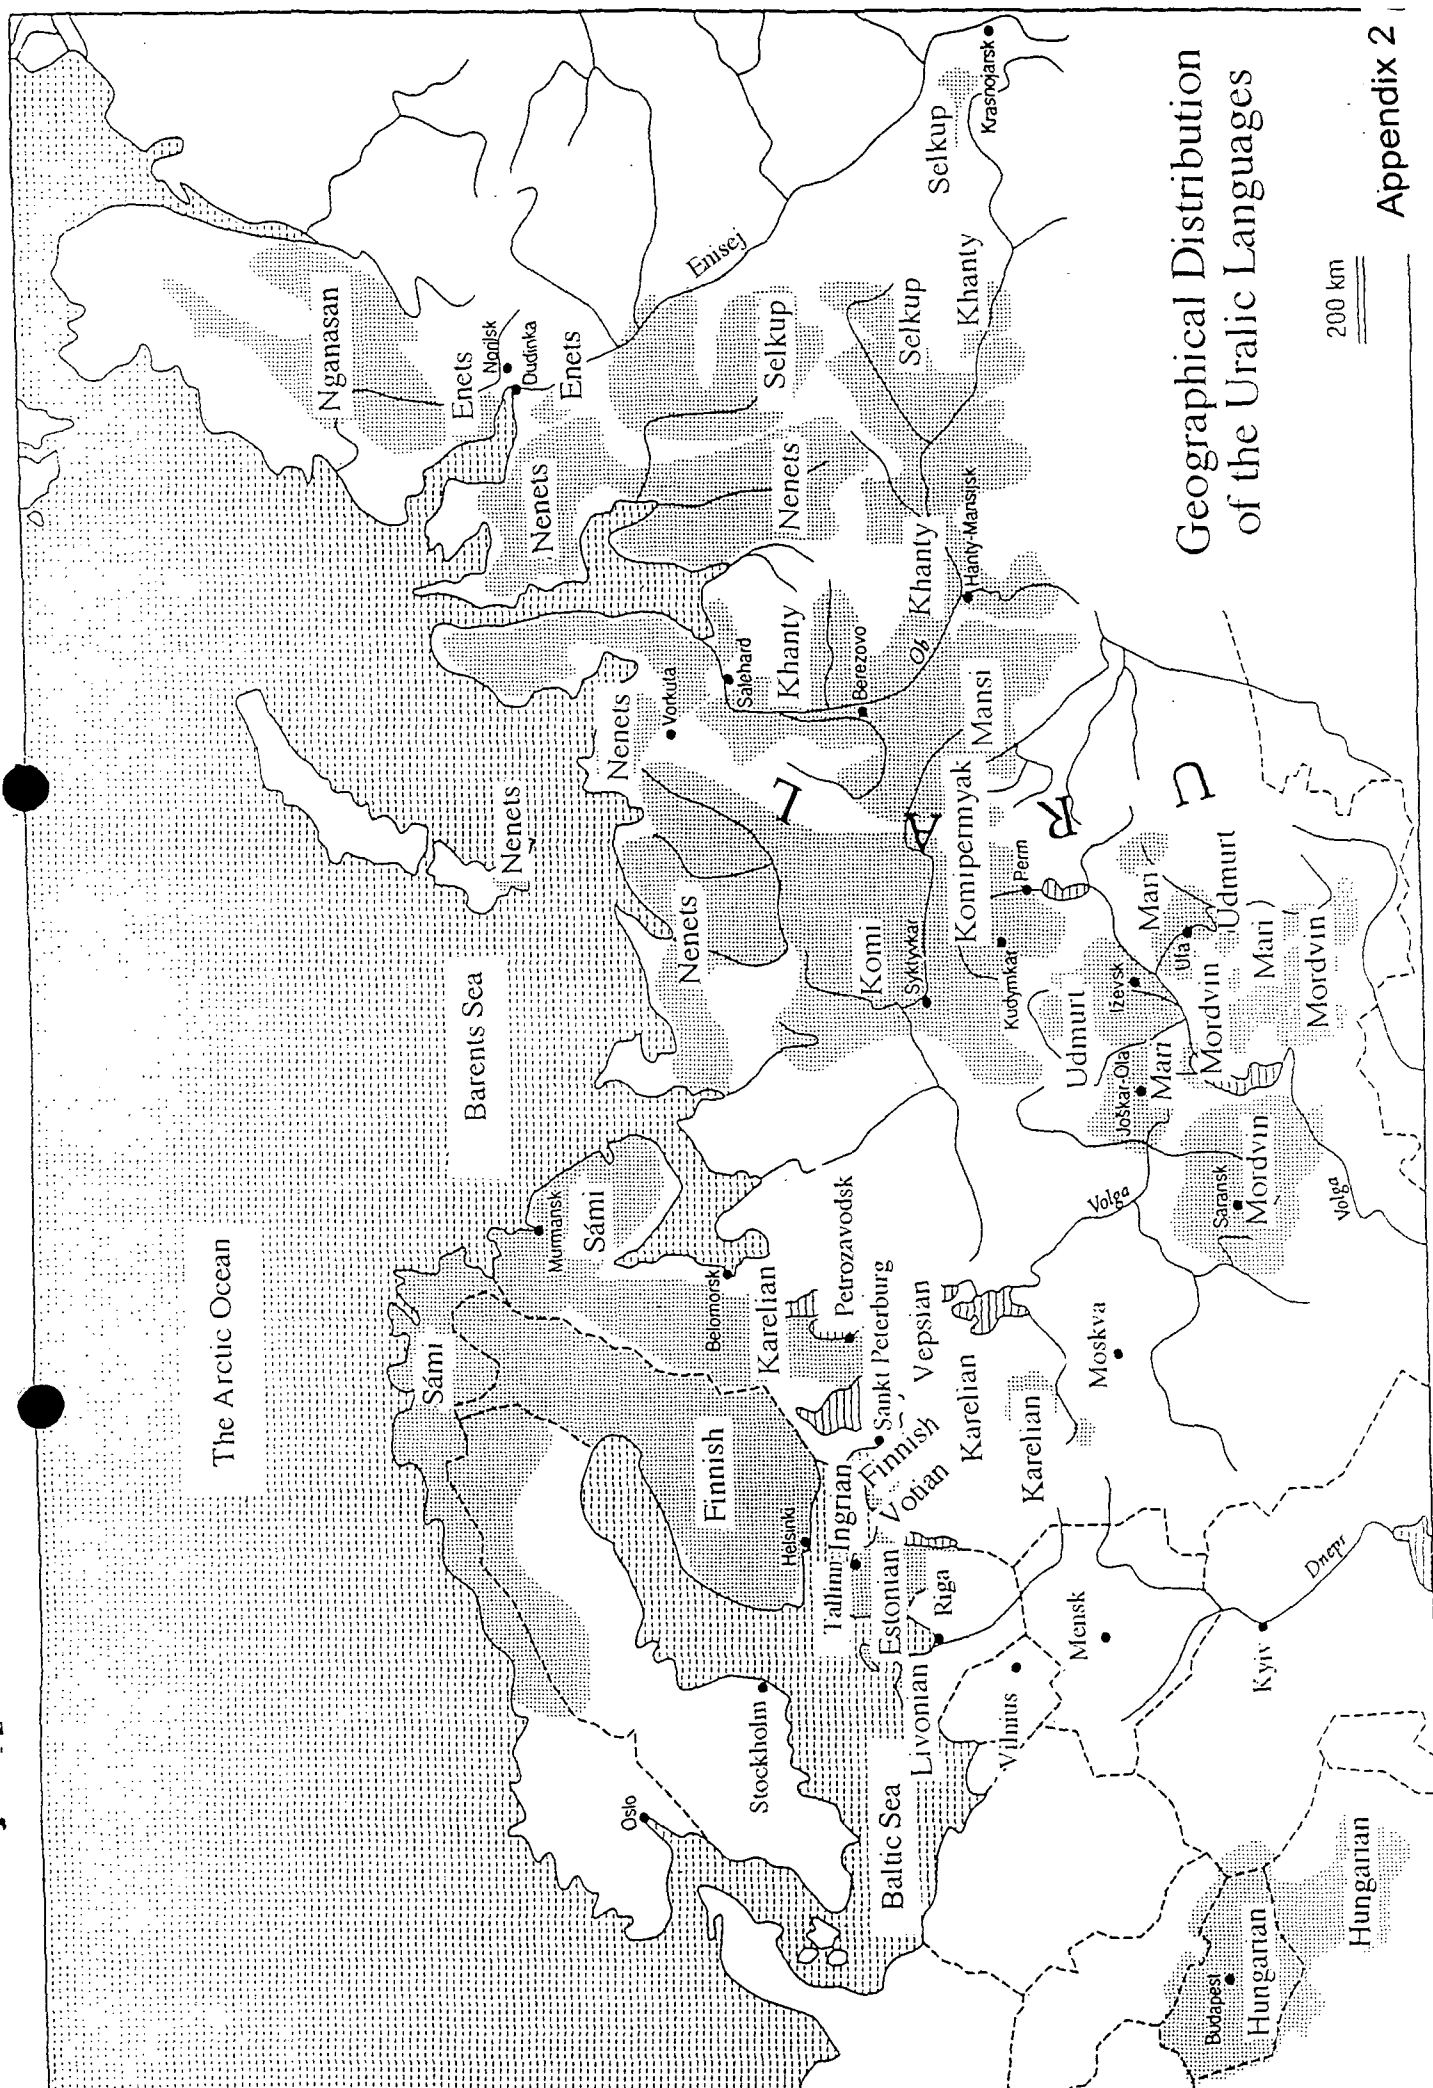 Appendix 2
Geographical Distribution
of the Uralic Languages
200 km
The Arctic Ocean
Barents Sea
Baltic Sea
Nganasan
Enets
Norilsk
Dudinka
Enets
Enisej
Selkup
Krasnojarsk
Selkup
Selkup
Khanty
Nenets
Nenets
Khanty
Hanty-Mansijsk
Khanty
Salehard
Berezovo
Ob
Nenets
Vorkuta
Nenets
Nenets
Mansi
U
R
A
L
Komi
Syktyvkar
Komipermyak
Kudymkar
Perm
Udmurt
Iževsk
Mari
Ufa
Udmurt
Mari
Mordvin
Mordvin
Joškar-Ola
Mari
Saransk
Mordvin
Volga
Volga
Murmansk
Sámi
Sámi
Belomorsk
Karelian
Petrozavodsk
Sankt Peterburg
Vepsian
Finnish
Helsinki
Ingrian
Finnish
Votian
Karelian
Karelian
Moskva
Tallinn
Estonian
Riga
Livonian
Vilnius
Mensk
Kyiv
Dnepr
Stockholm
Oslo
Budapest
Hungarian
Hungarian